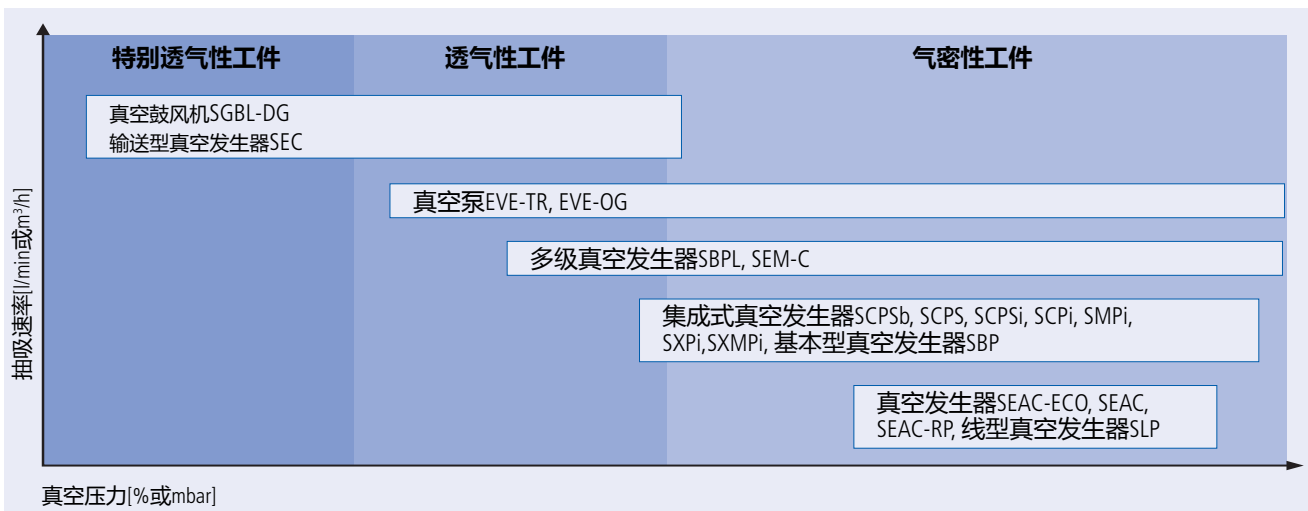 特别透气性工件
透气性工件
气密性工件
真空鼓风机SGBL-DG
输送型真空发生器SEC
真空泵EVE-TR, EVE-OG
多级真空发生器SBPL, SEM-C
集成式真空发生器SCPSb, SCPS, SCPSi, SCPi, SMPi,
SXPi,SXMPi, 基本型真空发生器SBP
真空发生器SEAC-ECO, SEAC,
SEAC-RP, 线型真空发生器SLP
抽吸速率[l/min或m³/h]
真空压力[%或mbar]